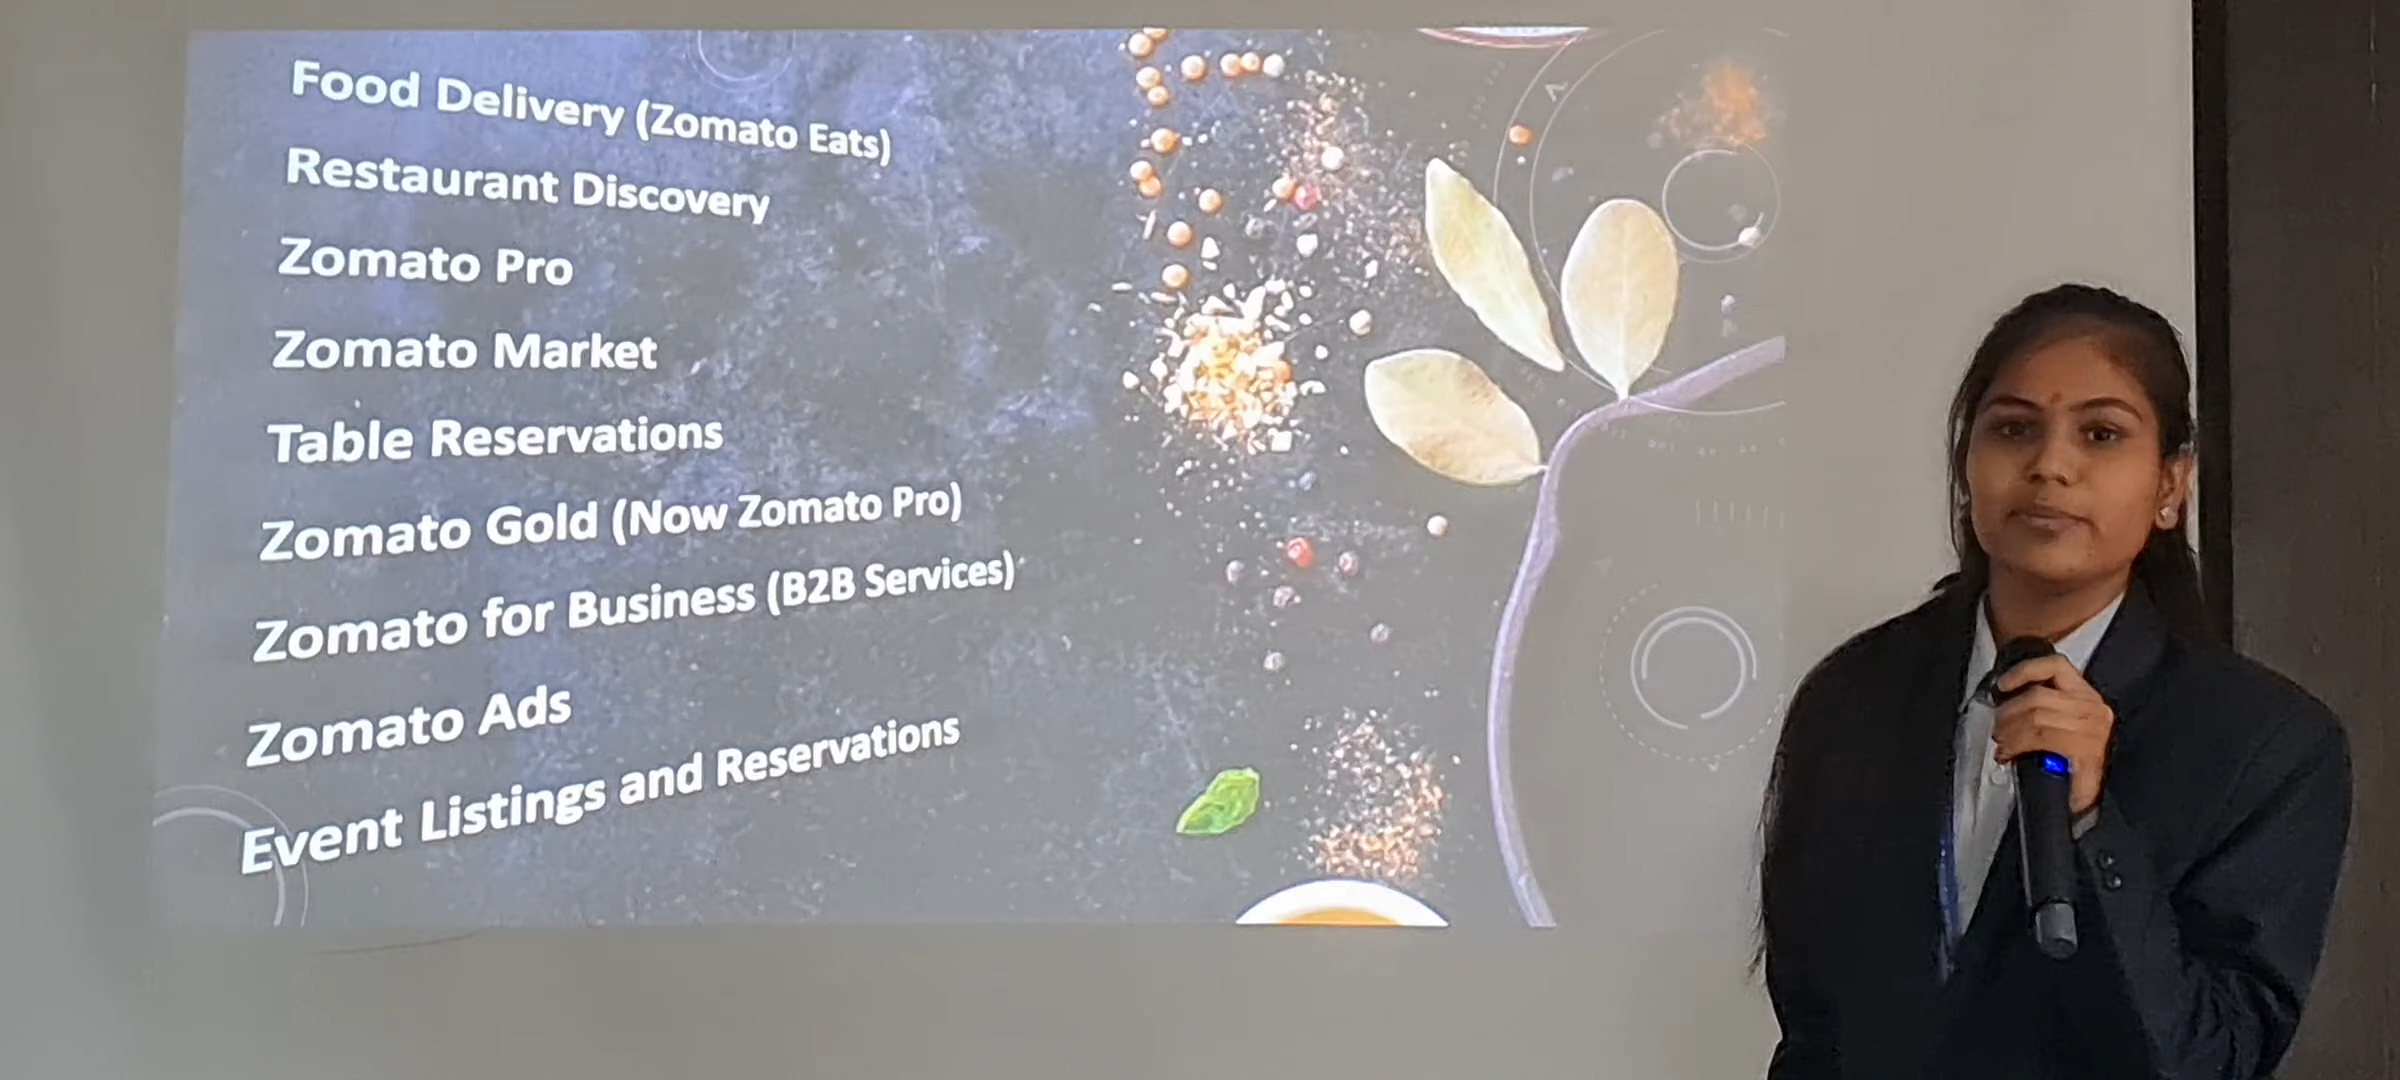 Food Delivery (Zomato Eats)
Restaurant Discovery
Zomato Pro
Zomato Market
Table Reservations
Zomato Gold (Now Zomato Pro)
Zomato for Business (B2B Services)
Zomato Ads
Event Listings and Reservations